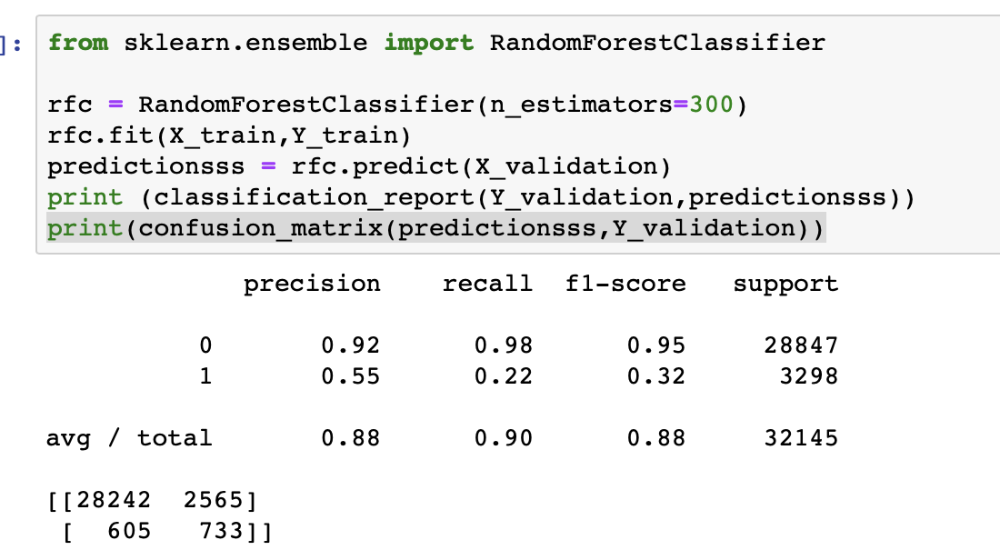 ]:
from sklearn.ensemble import RandomForestClassifier
rfc = RandomForestClassifier(n_estimators=300)
rfc.fit(X_train,Y_train)
predictionsss = rfc.predict(X_validation)
print (classification_report(Y_validation,predictionsss))
print(confusion_matrix(predictionsss,Y_validation))
precision recall f1-score support
0 0.92 0.98 0.95 28847
1 0.55 0.22 0.32 3298
avg / total 0.88 0.90 0.88 32145
[[28242 2565]
[ 605 733]]